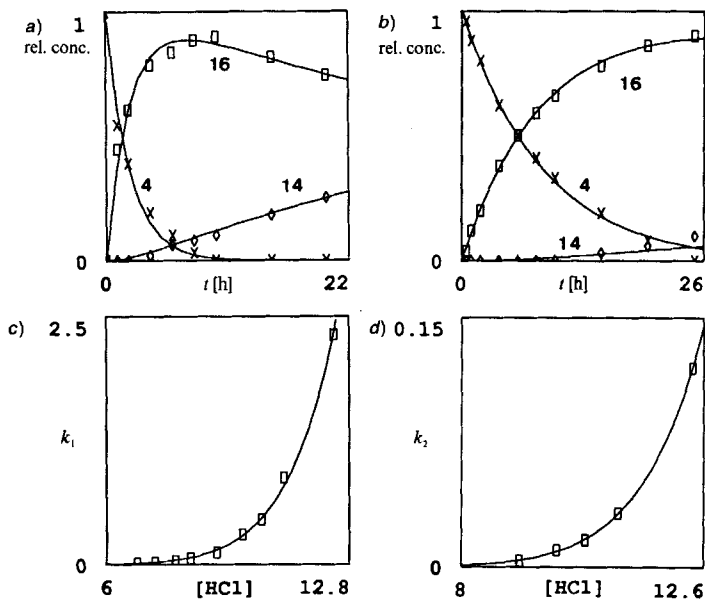 a) 1
rel. conc.
16
4
14
0
0 t [h] 22
b) 1
rel. conc.
16
4
14
0
0 t [h] 26
c) 2.5
k1
0
6 [HCl] 12.8
d) 0.15
k2
0
8 [HCl] 12.6